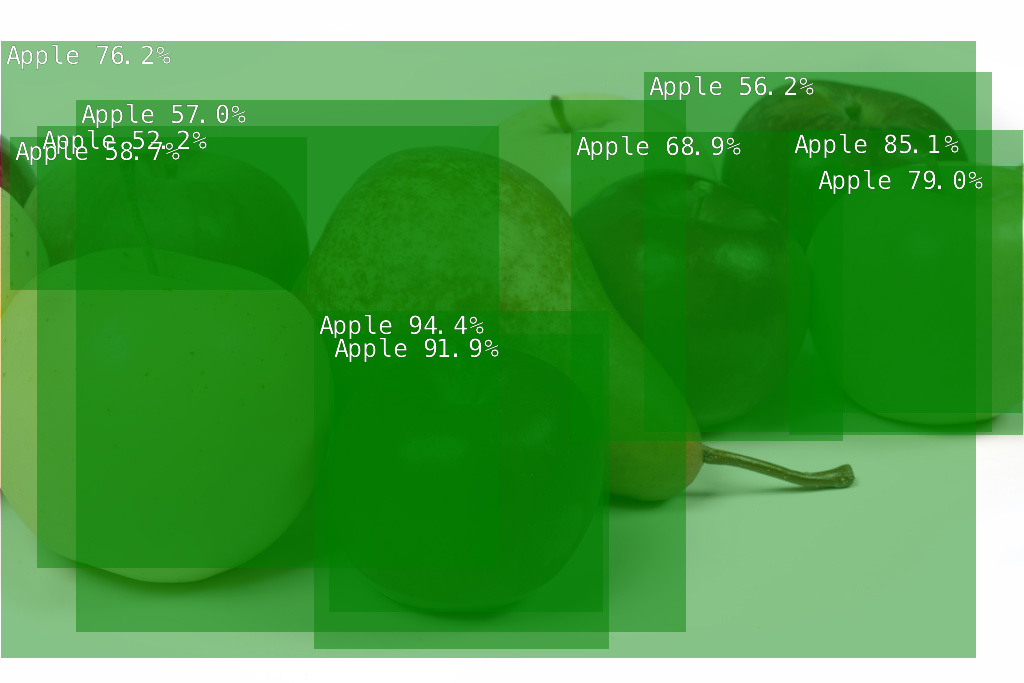 Apple 76.2%
Apple 56.2%
Apple 57.0%
Apple 52.2%
Apple 58.7%
Apple 68.9%
Apple 85.1%
Apple 79.0%
Apple 94.4%
Apple 91.9%